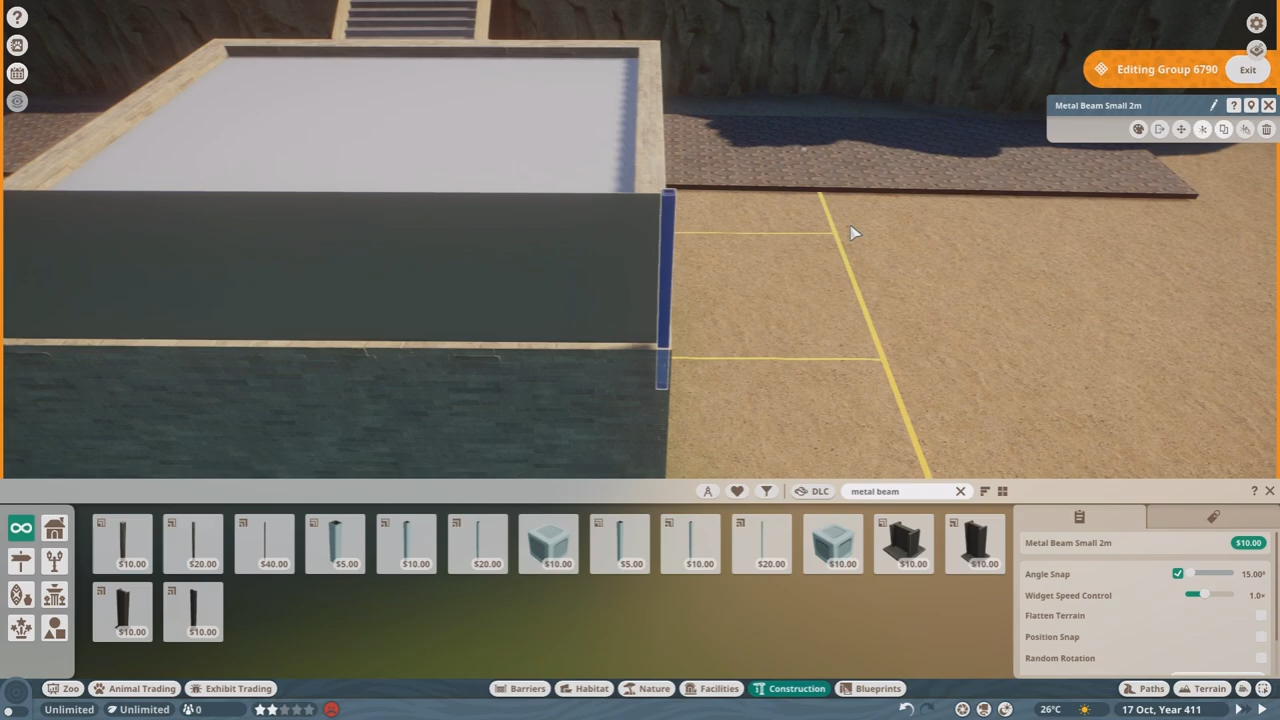 ?
Editing Group 6790
Exit
Metal Beam Small 2m
?
DLC
metal beam
?
$10.00
$20.00
$40.00
$5.00
$10.00
$20.00
$10.00
$5.00
$10.00
$20.00
$10.00
$10.00
$10.00
$10.00
$10.00
Metal Beam Small 2m
$10.00
Angle Snap
15.00°
Widget Speed Control
1.0×
Flatten Terrain
Position Snap
Random Rotation
Zoo
Animal Trading
Exhibit Trading
Barriers
Habitat
Nature
Facilities
Construction
Blueprints
Paths
Terrain
Unlimited
Unlimited
0
26°C
17 Oct, Year 411